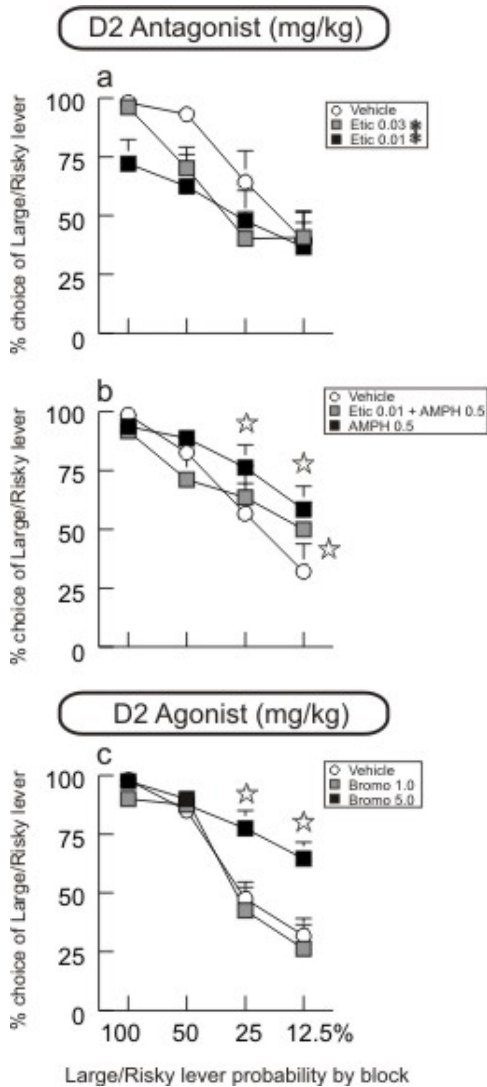 D2 Antagonist (mg/kg)
a
% choice of Large/Risky lever
100
75
50
25
0
Vehicle
Etic 0.03 *
Etic 0.01 *
b
% choice of Large/Risky lever
100
75
50
25
0
Vehicle
Etic 0.01 + AMPH 0.5
AMPH 0.5
D2 Agonist (mg/kg)
c
% choice of Large/Risky lever
100
75
50
25
0
Vehicle
Bromo 1.0
Bromo 5.0
100 50 25 12.5%
Large/Risky lever probability by block